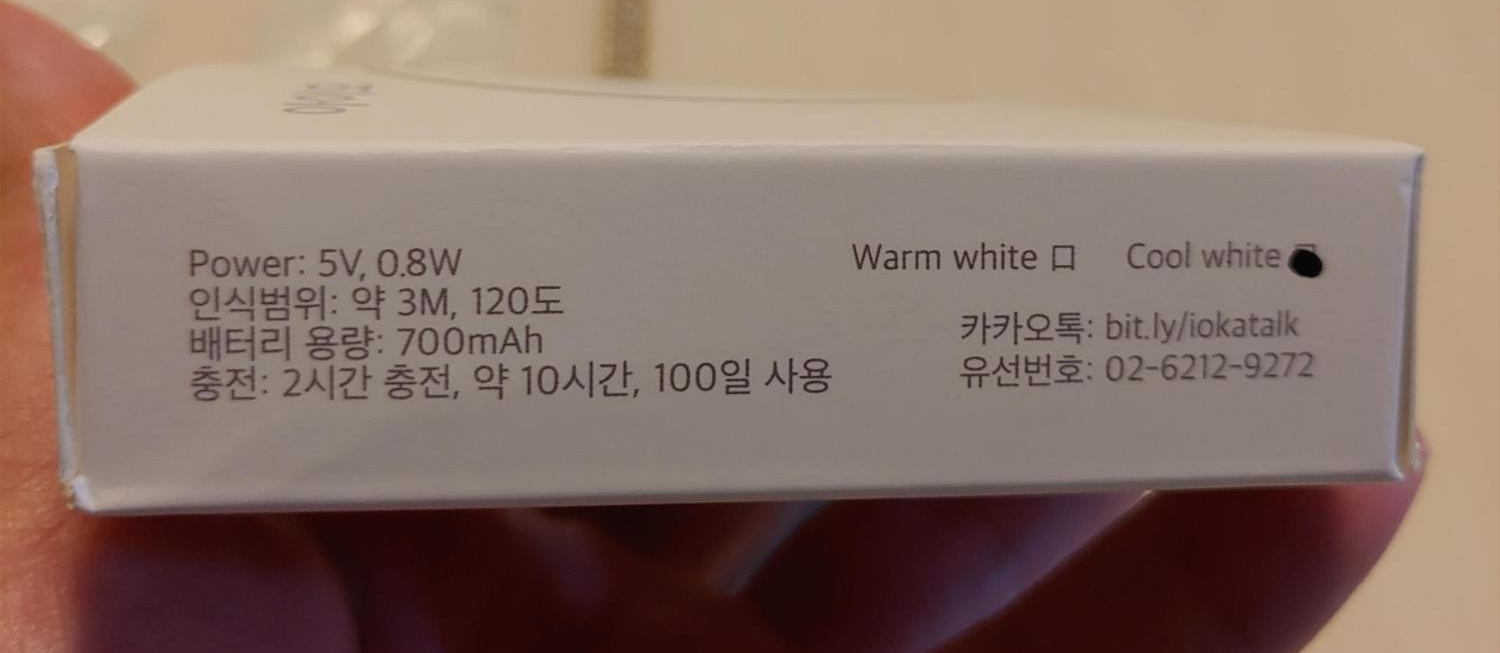 Power: 5V, 0.8W
인식범위: 약 3M, 120도
배터리 용량: 700mAh
충전: 2시간 충전, 약 10시간, 100일 사용
Warm white □ Cool white
카카오톡: bit.ly/iokatalk
유선번호: 02-6212-9272